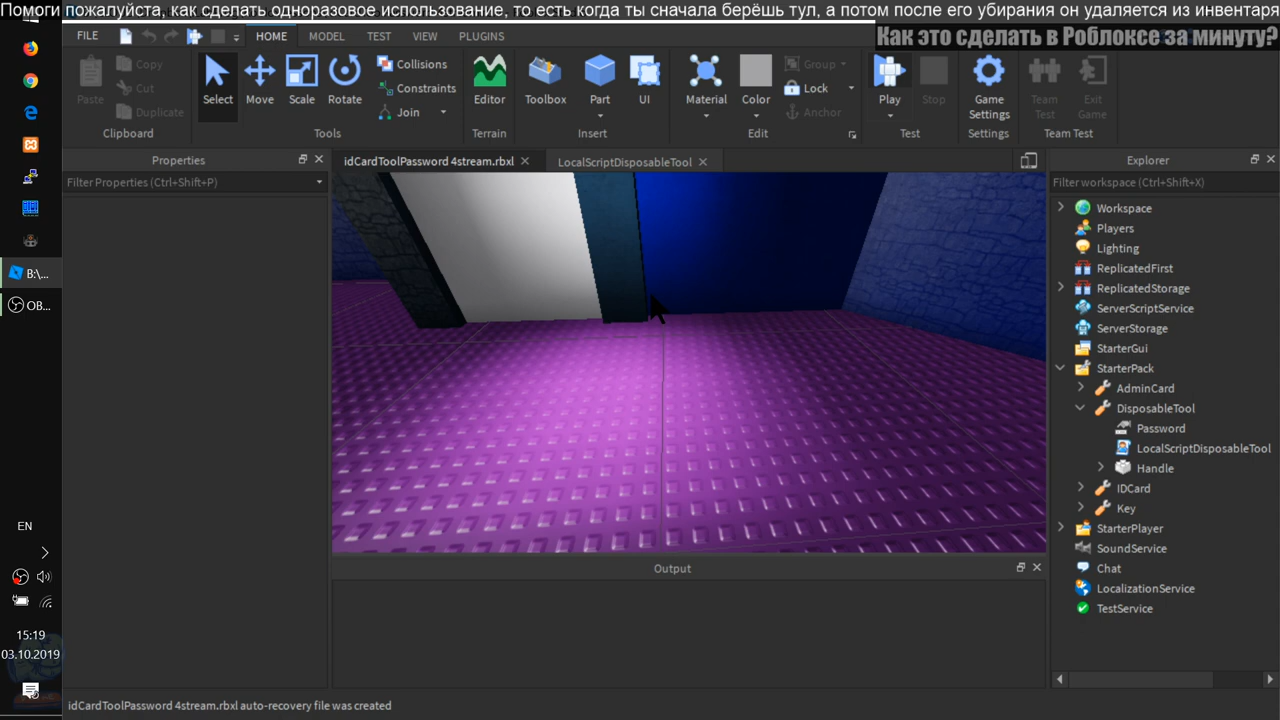 Помоги пожалуйста, как сделать одноразовое использование, то есть когда ты сначала берёшь тул, а потом после его убирания он удаляется из инвентаря
Как это сделать в Роблоксе за минуту?
FILE
HOME
MODEL
TEST
VIEW
PLUGINS
Paste
Copy
Cut
Duplicate
Clipboard
Select
Move
Scale
Rotate
Collisions
Constraints
Join
Tools
Editor
Terrain
Toolbox
Part
UI
Insert
Material
Color
Group
Lock
Anchor
Edit
Play
Stop
Test
Game
Settings
Settings
Team
Test
Exit
Game
Team Test
Properties
Filter Properties (Ctrl+Shift+P)
idCardToolPassword 4stream.rbxl
LocalScriptDisposableTool
Explorer
Filter workspace (Ctrl+Shift+X)
Workspace
Players
Lighting
ReplicatedFirst
ReplicatedStorage
ServerScriptService
ServerStorage
StarterGui
StarterPack
AdminCard
DisposableTool
Password
LocalScriptDisposableTool
Handle
IDCard
Key
StarterPlayer
SoundService
Chat
LocalizationService
TestService
Output
B:\...
OB...
EN
15:19
03.10.2019
idCardToolPassword 4stream.rbxl auto-recovery file was created